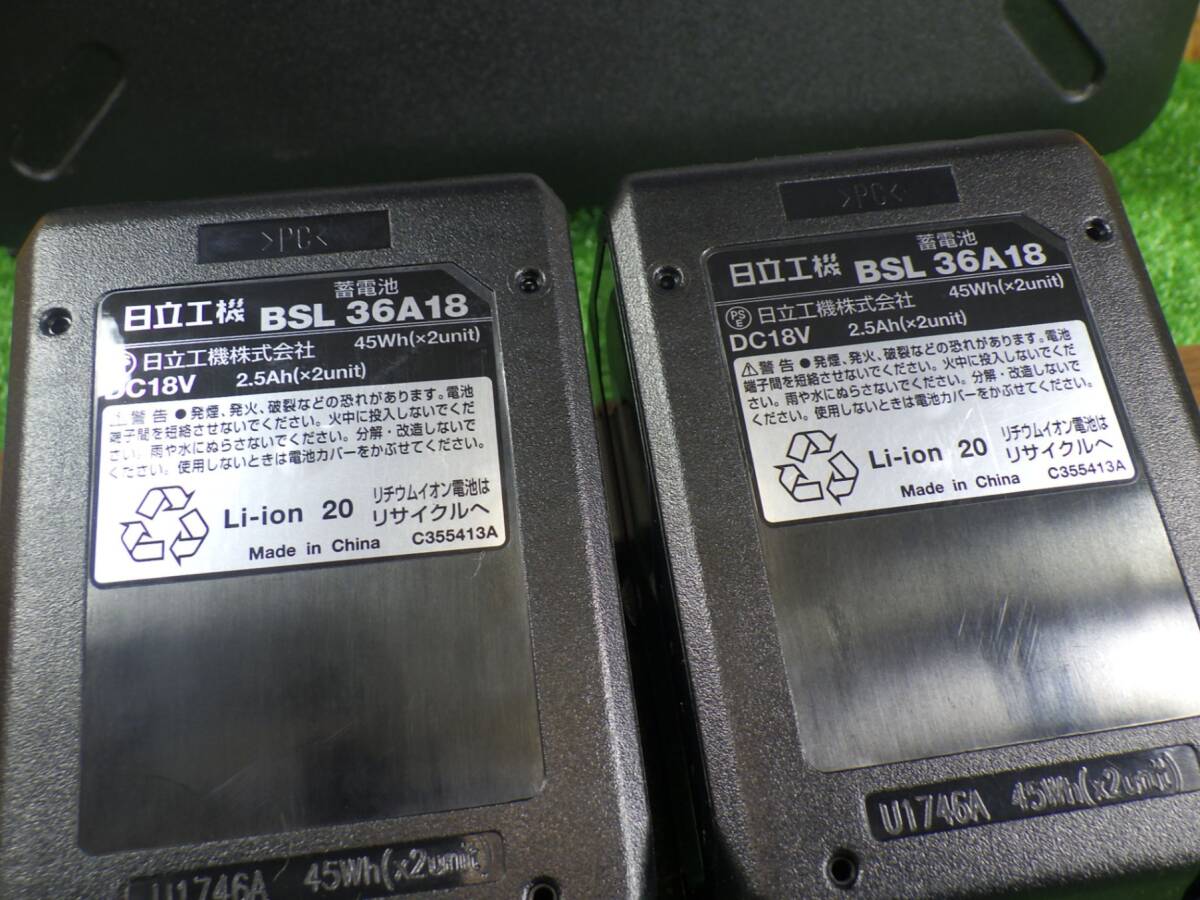 >PC<
蓄電池
日立工機 BSL 36A18
日立工機株式会社 45Wh(×2unit)
DC18V 2.5Ah(×2unit)
⚠警告 ●発煙、発火、破裂などの恐れがあります。電池
端子間を短絡させないでください。火中に投入しないでくだ
さい。雨や水にぬらさないでください。分解・改造しないで
ください。使用しないときは電池カバーをかぶせてください。
Li-ion 20 リチウムイオン電池は
リサイクルへ
Made in China C355413A
U1746A 45Wh(x2unit)
>PC<
蓄電池
日立工機 BSL 36A18
PSE 日立工機株式会社 45Wh(×2unit)
DC18V 2.5Ah(×2unit)
⚠警告 ●発煙、発火、破裂などの恐れがあります。電池
端子間を短絡させないでください。火中に投入しないでくだ
さい。雨や水にぬらさないでください。分解・改造しないで
ください。使用しないときは電池カバーをかぶせてください。
Li-ion 20 リチウムイオン電池は
リサイクルへ
Made in China C355413A
U1746A 45Wh(x2unit)